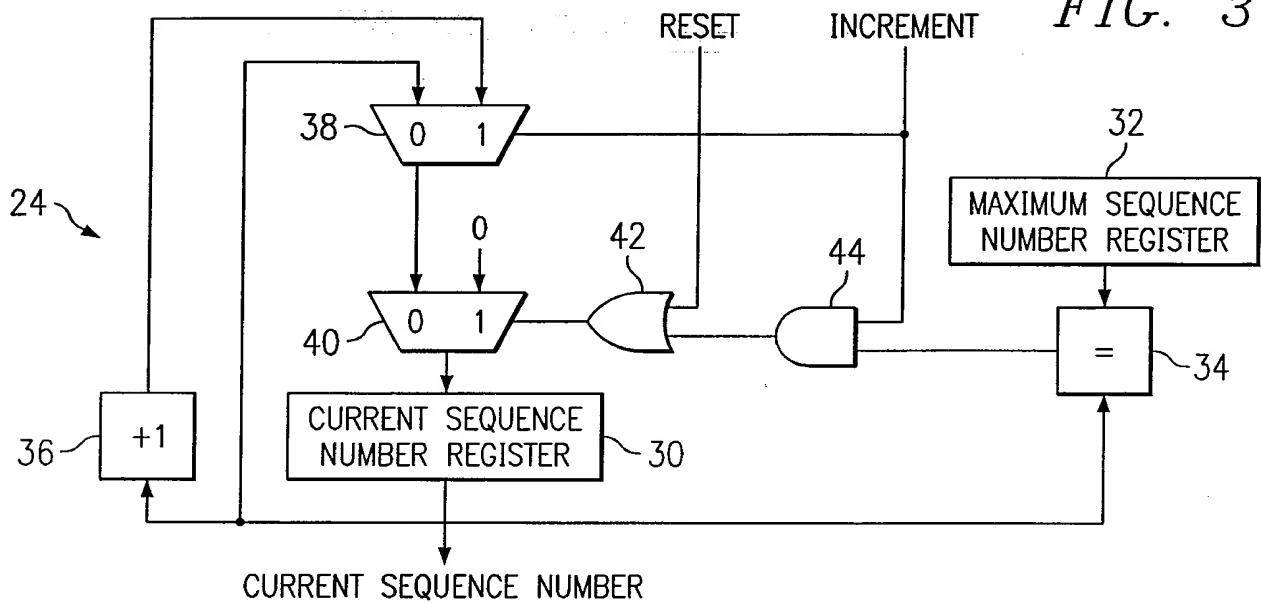 FIG. 3
RESET
INCREMENT
38
0 1
32
24
MAXIMUM SEQUENCE
NUMBER REGISTER
0
42
44
40
0 1
=
34
36
+1
CURRENT SEQUENCE
NUMBER REGISTER
30
CURRENT SEQUENCE NUMBER